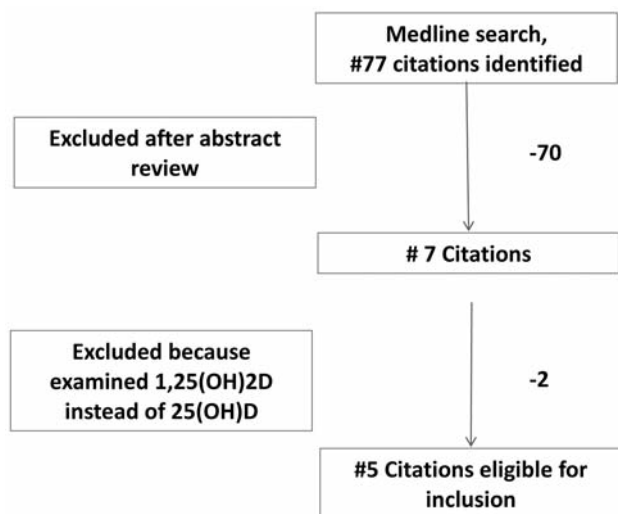 Medline search,
#77 citations identified
Excluded after abstract
review
-70
# 7 Citations
Excluded because
examined 1,25(OH)2D
instead of 25(OH)D
-2
#5 Citations eligible for
inclusion